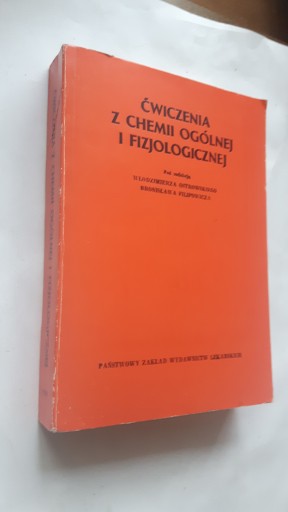 ĆWICZENIA
Z CHEMII OGÓLNEJ
I FIZJOLOGICZNEJ
Pod redakcją
WŁODZIMIERZA OSTROWSKIEGO
BRONISŁAWA FILIPOWICZA
PAŃSTWOWY ZAKŁAD WYDAWNICTW LEKARSKICH